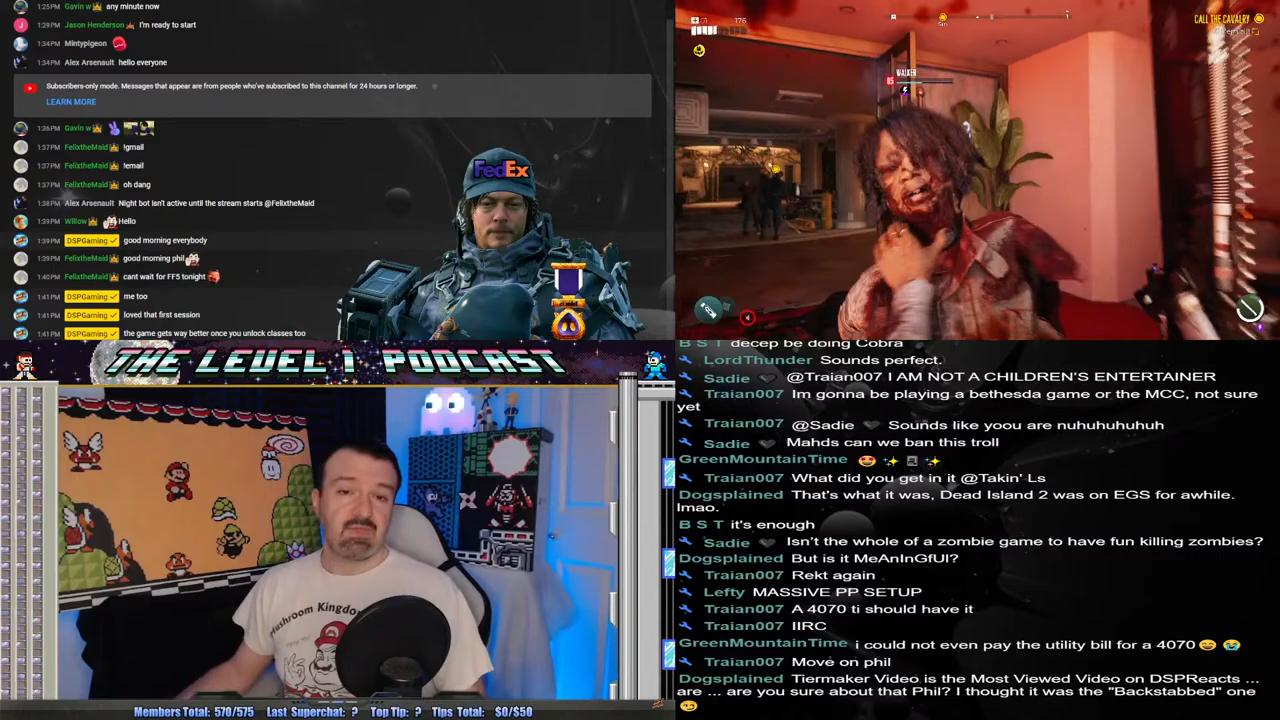 1:25PM Gavin w any minute now
1:29PM Jason Henderson I'm ready to start
1:34PM Mintypigeon
1:34PM Alex Arsenault hello everyone
Subscribers-only mode. Messages that appear are from people who've subscribed to this channel for 24 hours or longer.
LEARN MORE
1:36PM Gavin w
1:37PM FelixtheMaid !gmail
1:37PM FelixtheMaid !email
1:37PM FelixtheMaid oh dang
1:38PM Alex Arsenault Night bot isn't active until the stream starts @FelixtheMaid
1:39PM Willow Hello
1:39PM DSPGaming ✓ good morning everybody
1:39PM FelixtheMaid good morning phil
1:40PM FelixtheMaid cant wait for FF5 tonight
1:41PM DSPGaming ✓ me too
1:41PM DSPGaming ✓ loved that first session
1:41PM DSPGaming ✓ the game gets way better once you unlock classes too
FedEx
176
CALL THE CAVALRY
05 WALKER
THE LEVEL 1 PODCAST
Mushroom Kingdom
Members Total: 570/575 Last Superchat: ? Top Tip: ? Tips Total: $0/$50
B S T decep be doing Cobra
LordThunder Sounds perfect.
Sadie @Traian007 I AM NOT A CHILDREN'S ENTERTAINER
Traian007 Im gonna be playing a bethesda game or the MCC, not sure
yet
Traian007 @Sadie Sounds like yoou are nuhuhuhuhuh
Sadie Mahds can we ban this troll
GreenMountainTime
Traian007 What did you get in it @Takin' Ls
Dogsplained That's what it was, Dead Island 2 was on EGS for awhile.
lmao.
B S T it's enough
Sadie Isn't the whole of a zombie game to have fun killing zombies?
Dogsplained But is it MeAnInGfUl?
Traian007 Rekt again
Lefty MASSIVE PP SETUP
Traian007 A 4070 ti should have it
Traian007 IIRC
GreenMountainTime i could not even pay the utility bill for a 4070 😄 😭
Traian007 Move on phil
Dogsplained Tiermaker Video is the Most Viewed Video on DSPReacts ...
are ... are you sure about that Phil? I thought it was the "Backstabbed" one
😏